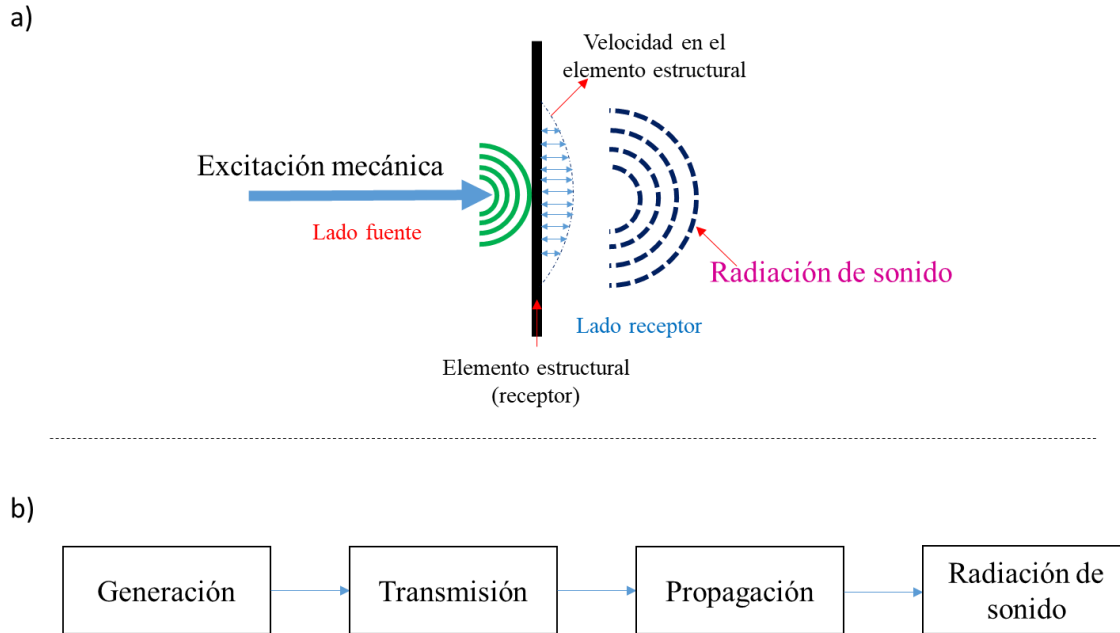 a)
Velocidad en el
elemento estructural
Excitación mecánica
Lado fuente
Radiación de sonido
Lado receptor
Elemento estructural
(receptor)
b)
Generación
Transmisión
Propagación
Radiación de
sonido